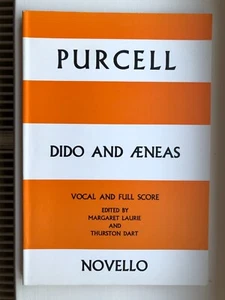 PURCELL
DIDO AND ÆNEAS
VOCAL AND FULL SCORE
EDITED BY
MARGARET LAURIE
AND
THURSTON DART
NOVELLO